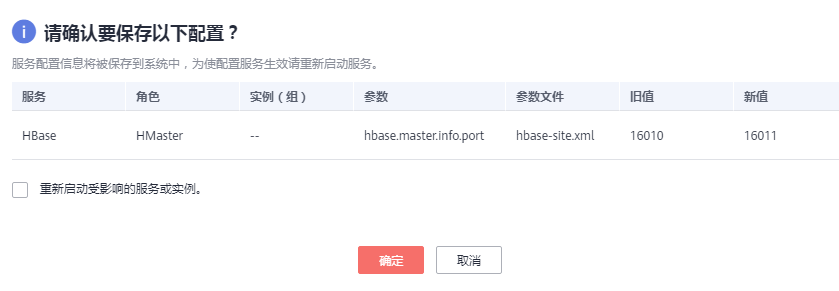 请确认要保存以下配置？
服务配置信息将被保存到系统中，为使配置服务生效请重新启动服务。
服务 角色 实例（组） 参数 参数文件 旧值 新值
HBase HMaster -- hbase.master.info.port hbase-site.xml 16010 16011
重新启动受影响的服务或实例。
确定 取消